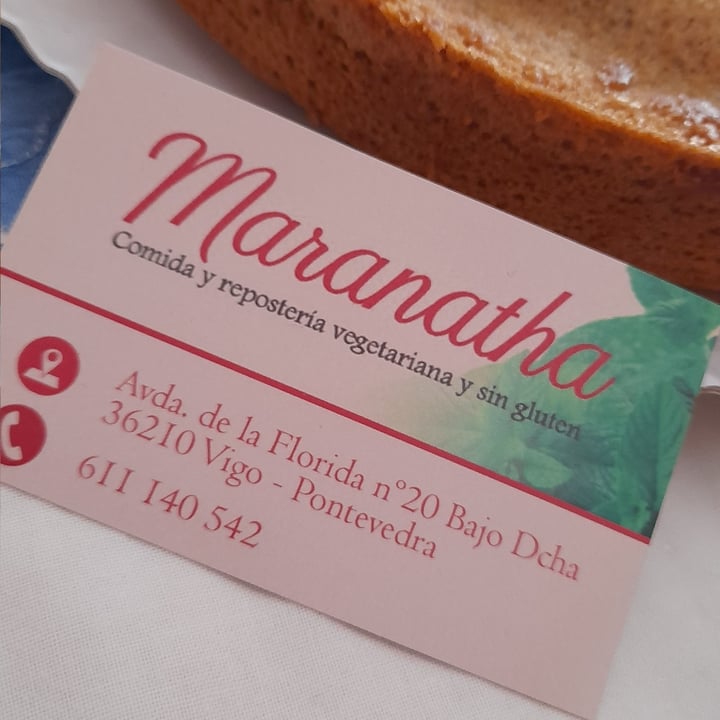 Maranatha
Comida y repostería vegetariana y sin gluten
Avda. de la Florida nº20 Bajo Dcha
36210 Vigo - Pontevedra
611 140 542